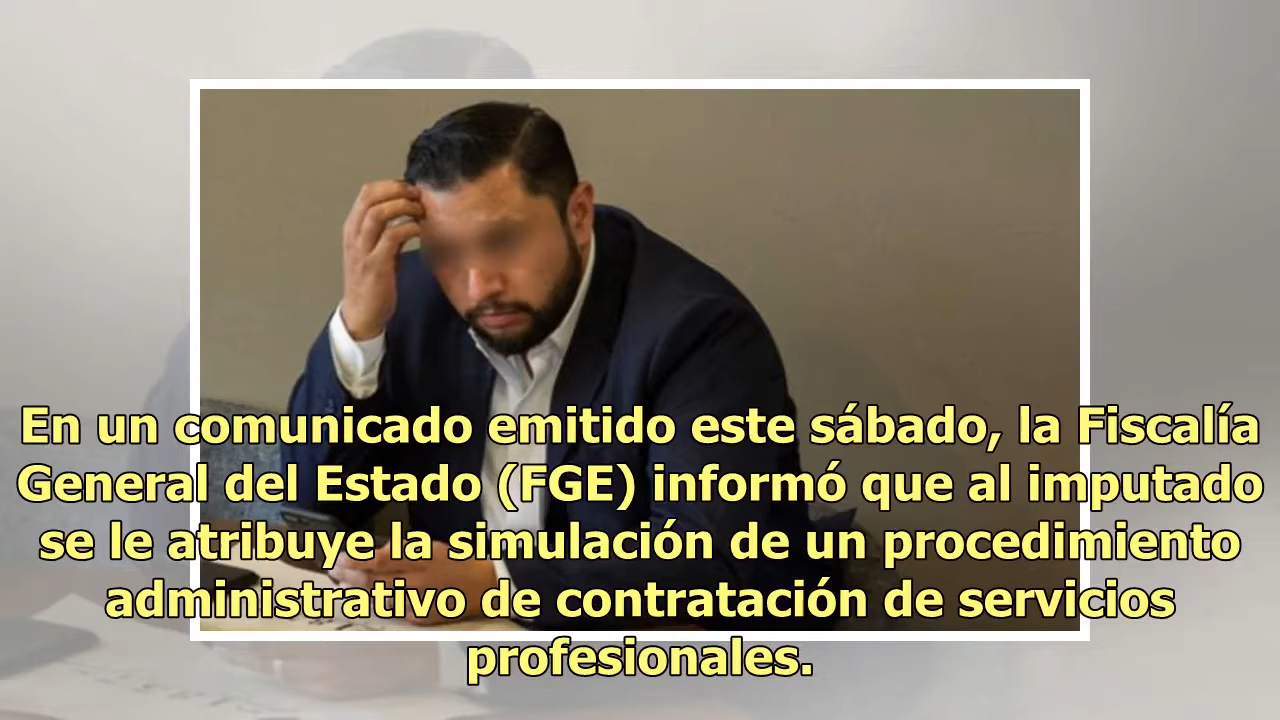 En un comunicado emitido este sábado, la Fiscalía
General del Estado (FGE) informó que al imputado
se le atribuye la simulación de un procedimiento
administrativo de contratación de servicios
profesionales.